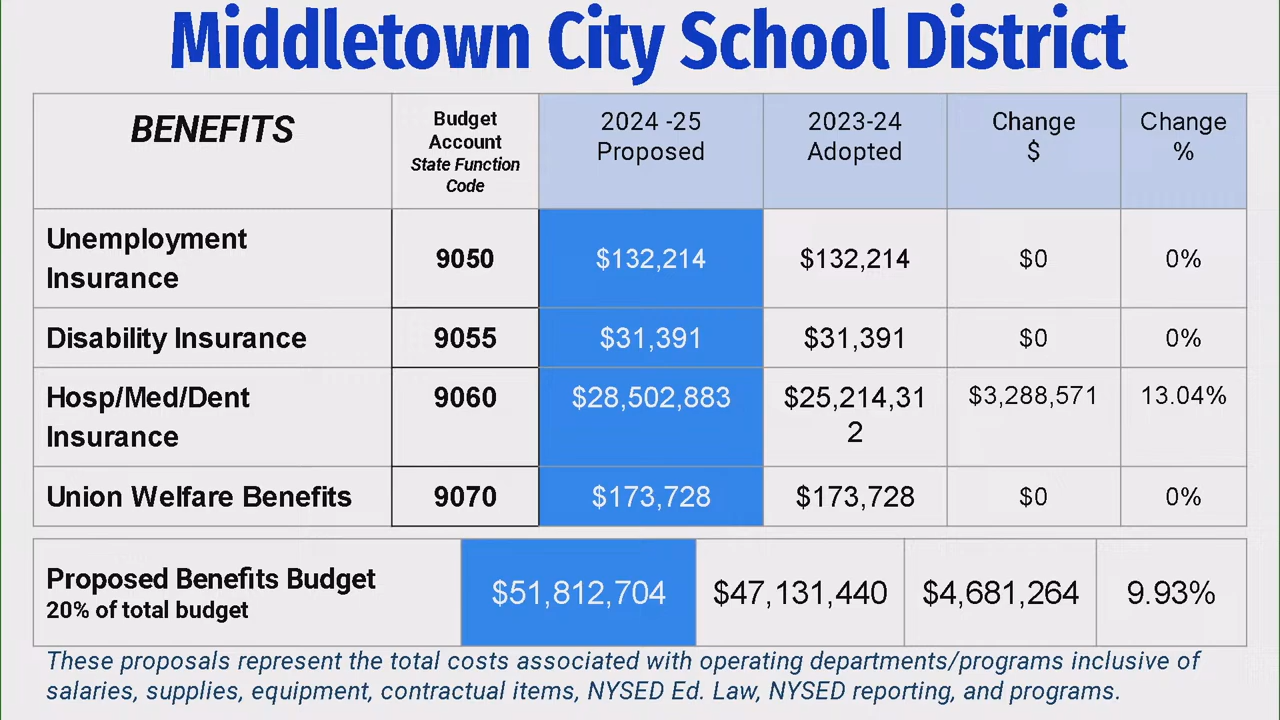 Middletown City School District
BENEFITS
Budget
Account
State Function
Code
2024 -25
Proposed
2023-24
Adopted
Change
$
Change
%
Unemployment
Insurance
9050
$132,214
$132,214
$0
0%
Disability Insurance
9055
$31,391
$31,391
$0
0%
Hosp/Med/Dent
Insurance
9060
$28,502,883
$25,214,31
2
$3,288,571
13.04%
Union Welfare Benefits
9070
$173,728
$173,728
$0
0%
Proposed Benefits Budget
20% of total budget
$51,812,704
$47,131,440
$4,681,264
9.93%
These proposals represent the total costs associated with operating departments/programs inclusive of
salaries, supplies, equipment, contractual items, NYSED Ed. Law, NYSED reporting, and programs.